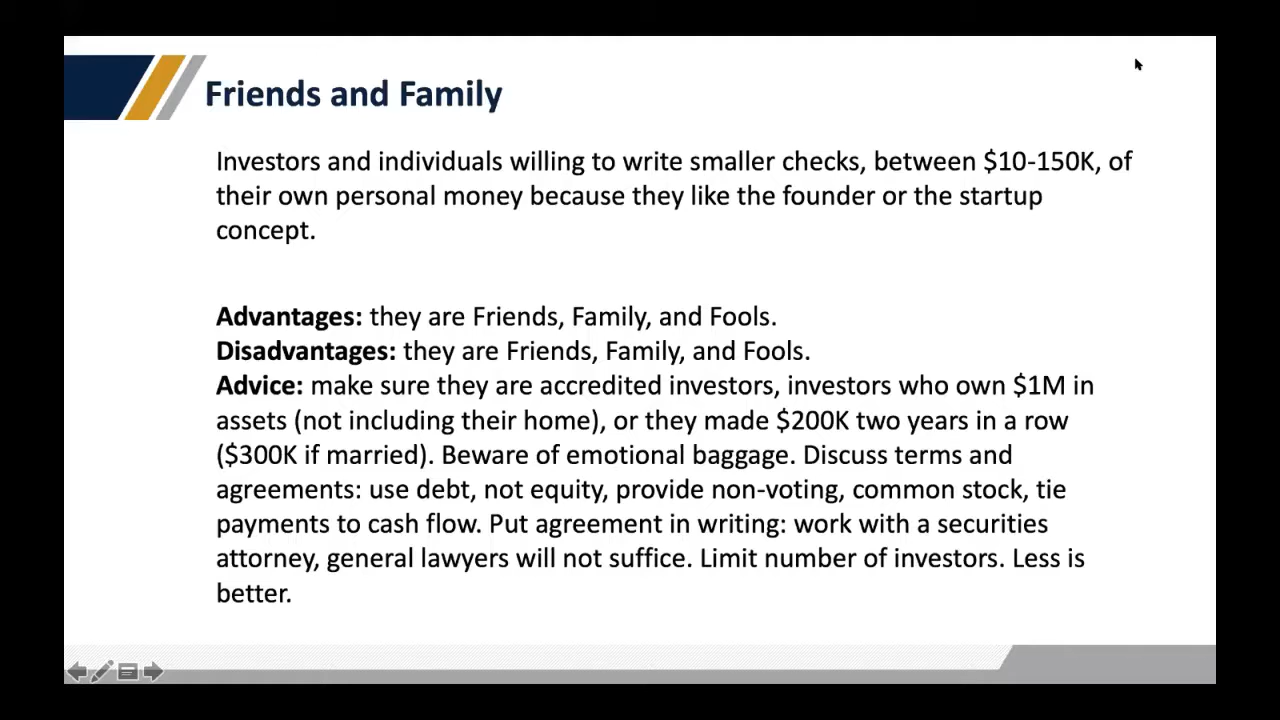 Friends and Family
Investors and individuals willing to write smaller checks, between $10-150K, of
their own personal money because they like the founder or the startup
concept.
Advantages: they are Friends, Family, and Fools.
Disadvantages: they are Friends, Family, and Fools.
Advice: make sure they are accredited investors, investors who own $1M in
assets (not including their home), or they made $200K two years in a row
($300K if married). Beware of emotional baggage. Discuss terms and
agreements: use debt, not equity, provide non-voting, common stock, tie
payments to cash flow. Put agreement in writing: work with a securities
attorney, general lawyers will not suffice. Limit number of investors. Less is
better.